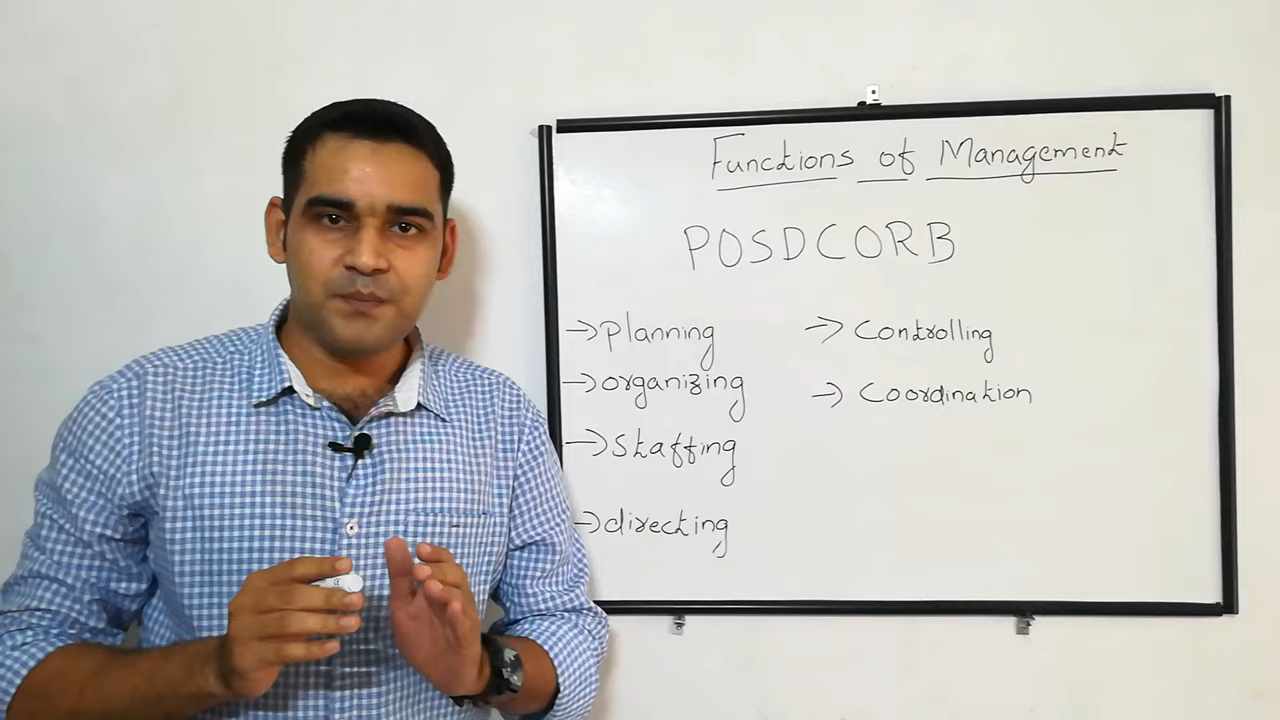 Functions of Management
POSDCORB
→ Planning
→ organizing
→ Staffing
→ directing
→ Controlling
→ Coordination